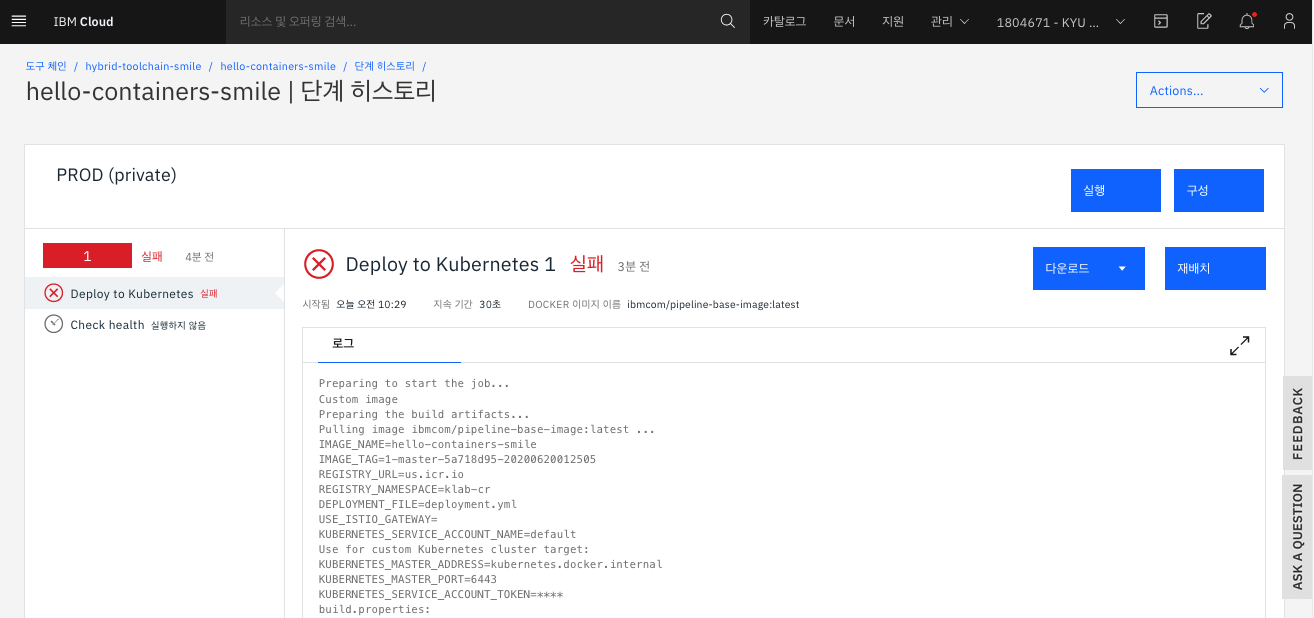 IBM Cloud
리소스 및 오퍼링 검색...
카탈로그
문서
지원
관리
1804671 - KYU ...
도구 체인 / hybrid-toolchain-smile / hello-containers-smile / 단계 히스토리 /
hello-containers-smile | 단계 히스토리
Actions...
PROD (private)
실행
구성
1 실패 4분 전
Deploy to Kubernetes 실패
Check health 실행하지 않음
Deploy to Kubernetes 1 실패 3분 전
다운로드
재배치
시작됨 오늘 오전 10:29 지속 기간 30초 DOCKER 이미지 이름 ibmcom/pipeline-base-image:latest
로그
Preparing to start the job...
Custom image
Preparing the build artifacts...
Pulling image ibmcom/pipeline-base-image:latest ...
IMAGE_NAME=hello-containers-smile
IMAGE_TAG=1-master-5a718d95-20200620012505
REGISTRY_URL=us.icr.io
REGISTRY_NAMESPACE=klab-cr
DEPLOYMENT_FILE=deployment.yml
USE_ISTIO_GATEWAY=
KUBERNETES_SERVICE_ACCOUNT_NAME=default
Use for custom Kubernetes cluster target:
KUBERNETES_MASTER_ADDRESS=kubernetes.docker.internal
KUBERNETES_MASTER_PORT=6443
KUBERNETES_SERVICE_ACCOUNT_TOKEN=****
build.properties:
FEEDBACK
ASK A QUESTION